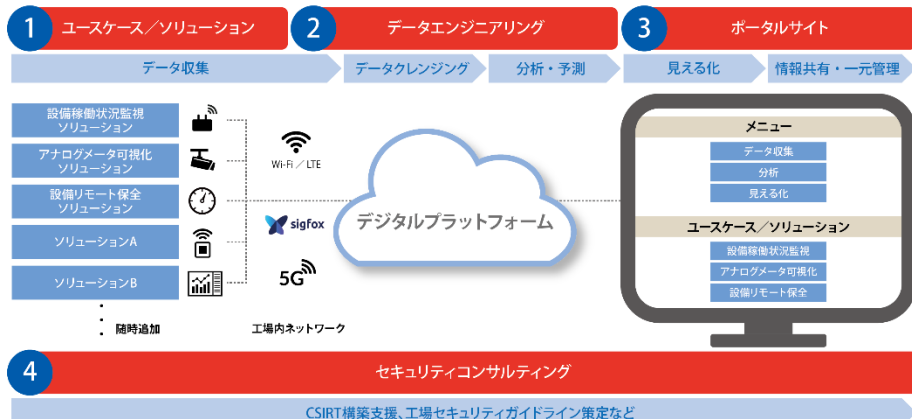 1 ユースケース／ソリューション
2 データエンジニアリング
3 ポータルサイト
データ収集
データクレンジング
分析・予測
見える化
情報共有・一元管理
設備稼働状況監視
ソリューション
アナログメータ可視化
ソリューション
設備リモート保全
ソリューション
ソリューションA
ソリューションB
随時追加
Wi-Fi ／ LTE
sigfox
5G
工場内ネットワーク
デジタルプラットフォーム
メニュー
データ収集
分析
見える化
ユースケース／ソリューション
設備稼働状況監視
アナログメータ可視化
設備リモート保全
4 セキュリティコンサルティング
CSIRT構築支援、工場セキュリティガイドライン策定など